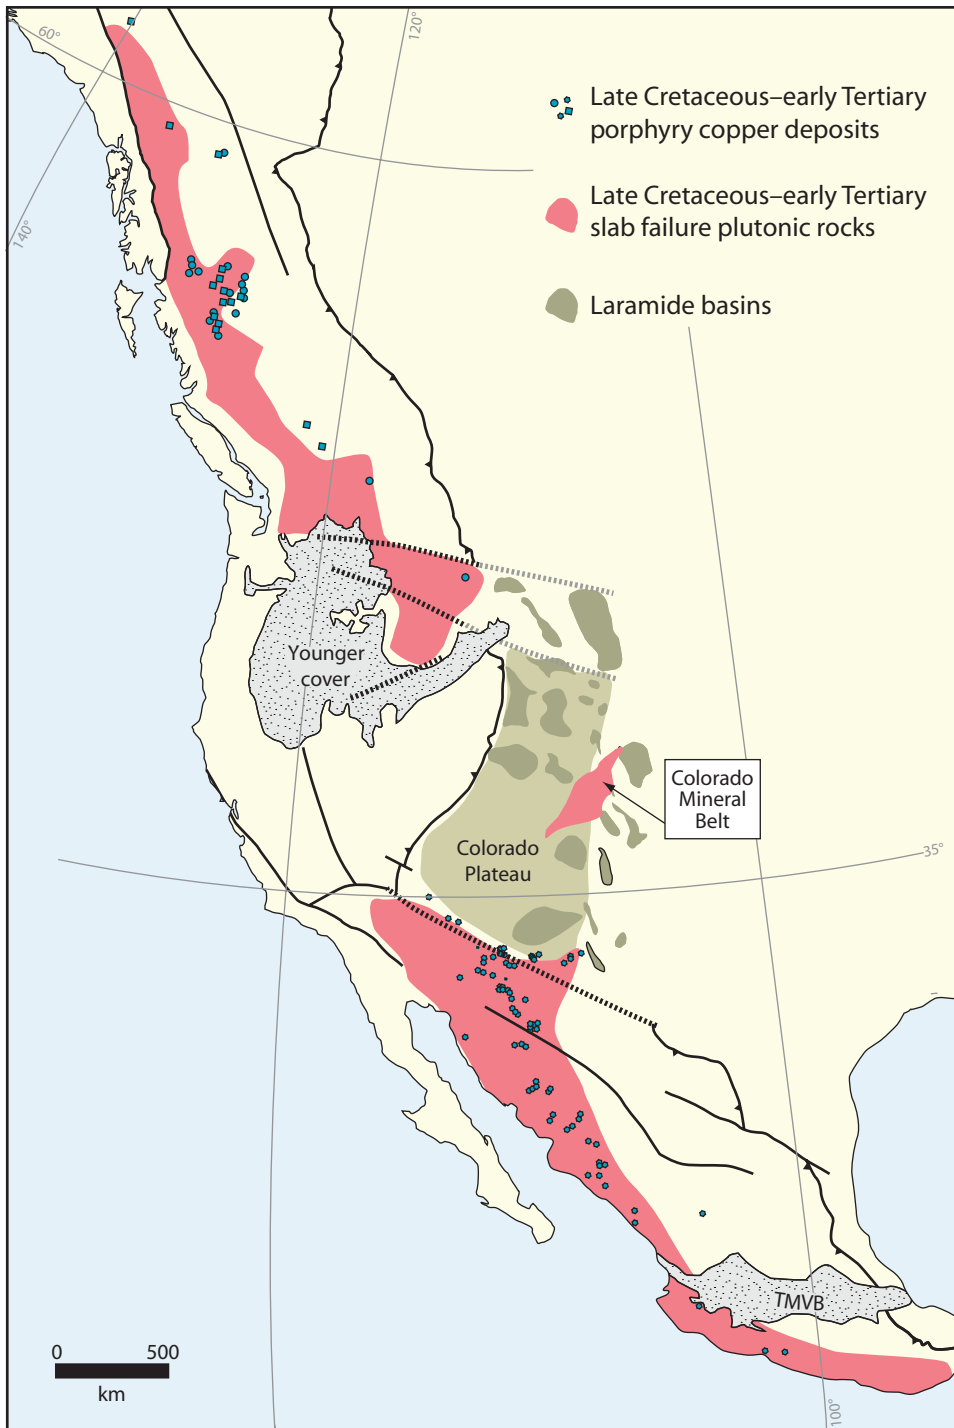 60°
120°
Late Cretaceous–early Tertiary
porphyry copper deposits
Late Cretaceous–early Tertiary
slab failure plutonic rocks
140°
Laramide basins
Younger
cover
Colorado
Mineral
Belt
Colorado
Plateau
35°
TMVB
0 500
km
100°